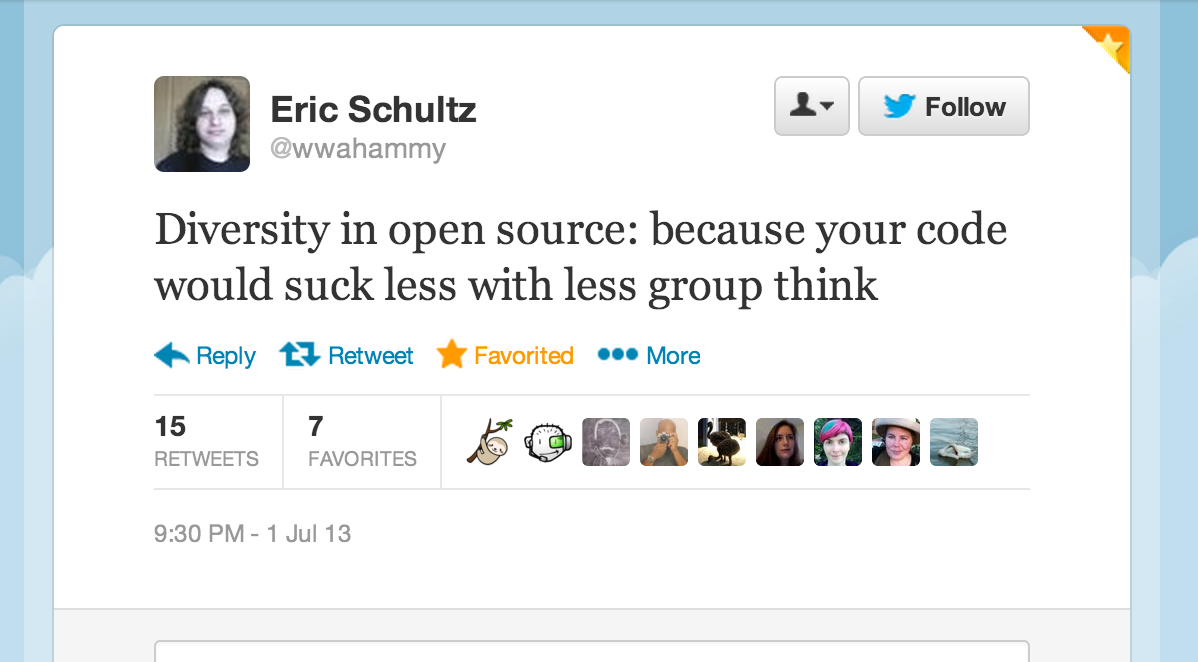 Eric Schultz
Follow
@wwahammy
Diversity in open source: because your code
would suck less with less group think
Reply Retweet Favorited More
15 7
RETWEETS FAVORITES
9:30 PM - 1 Jul 13